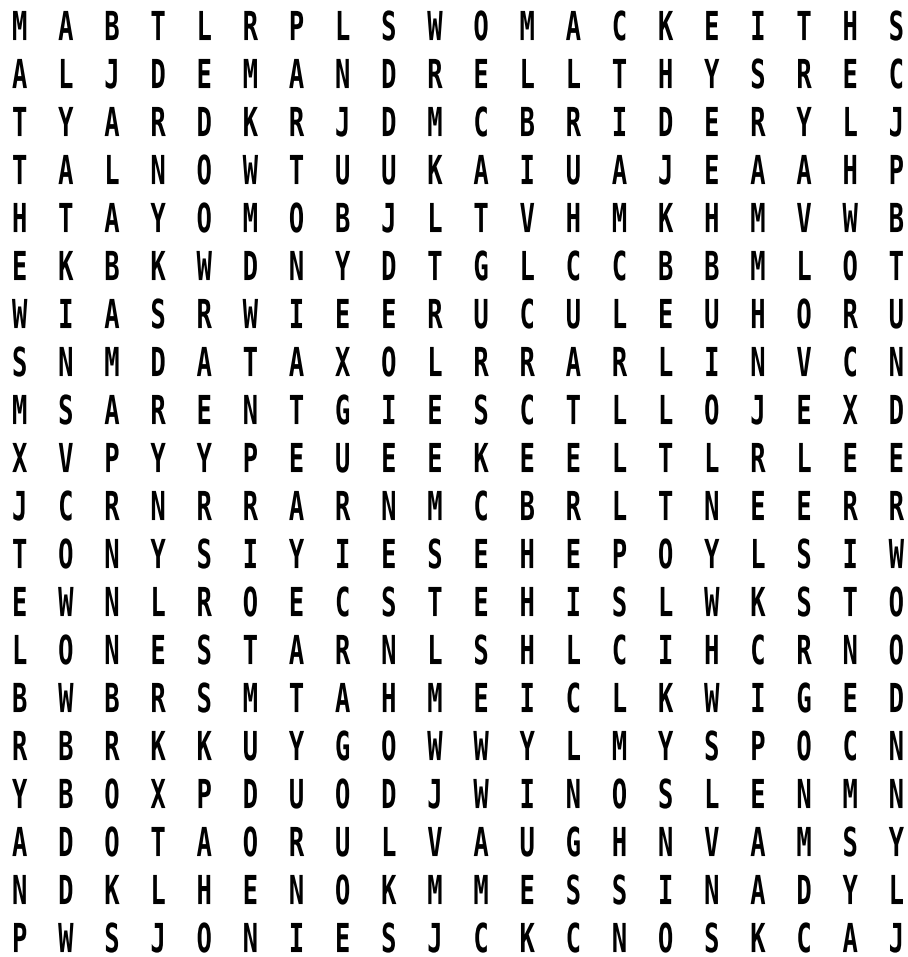 M A B T L R P L S W O M A C K E I T H S
A L J D E M A N D R E L L T H Y S R E C
T Y A R D K R J D M C B R I D E R Y L J
T A L N O W T U U K A I U A J E A A H P
H T A Y O M O B J L T V H M K H M V W B
E K B K W D N Y D T G L C C B B M L O T
W I A S R W I E E R U C U L E U H O R U
S N M D A T A X O L R R A R L I N V C N
M S A R E N T G I E S C T L L O J E X D
X V P Y Y P E U E E K E E L T L R L E E
J C R N R R A R N M C B R L T N E E R R
T O N Y S I Y I E S E H E P O Y L S I W
E W N L R O E C S T E H I S L W K S T O
L O N E S T A R N L S H L C I H C R N O
B W B R S M T A H M E I C L K W I G E D
R B R K K U Y G O W W Y L M Y S P O C N
Y B O X P D U O D J W I N O S L E N M N
A D O T A O R U L V A U G H N V A M S Y
N D K L H E N O K M M E S S I N A D Y L
P W S J O N I E S J C K C N O S K C A J